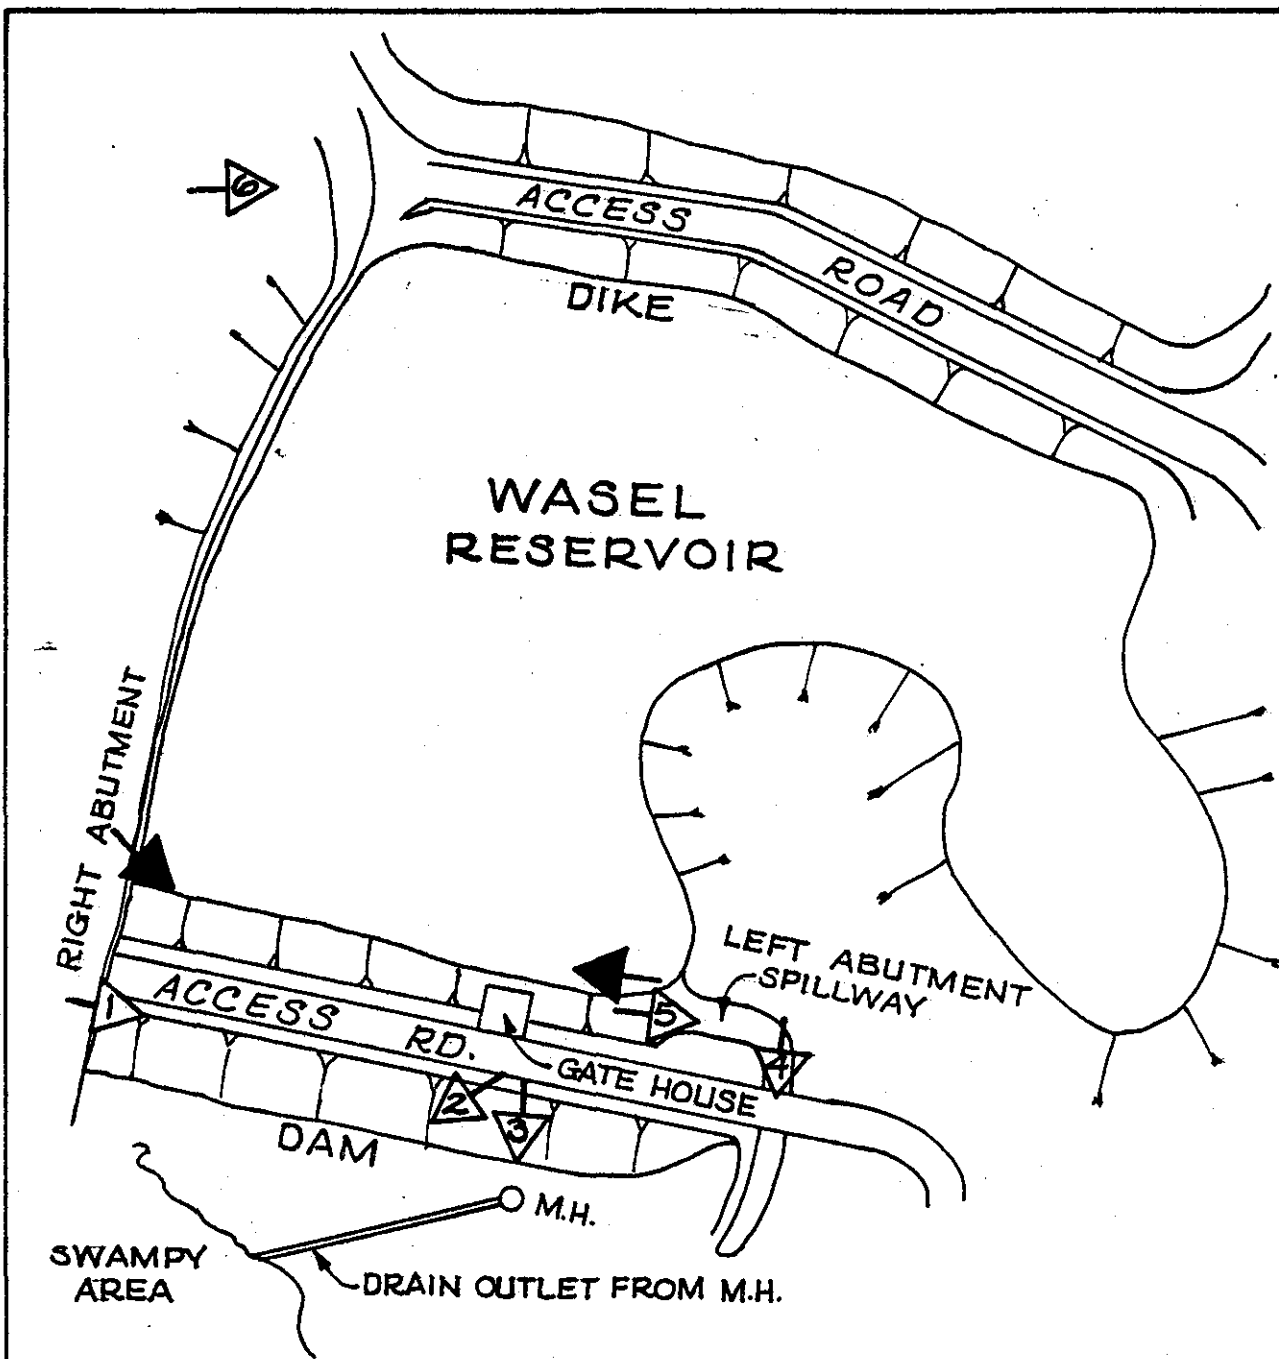 6
ACCESS
ROAD
DIKE
WASEL
RESERVOIR
RIGHT ABUTMENT
LEFT ABUTMENT
SPILLWAY
1
ACCESS RD.
5
4
GATE HOUSE
2
3
DAM
M.H.
SWAMPY
AREA
DRAIN OUTLET FROM M.H.